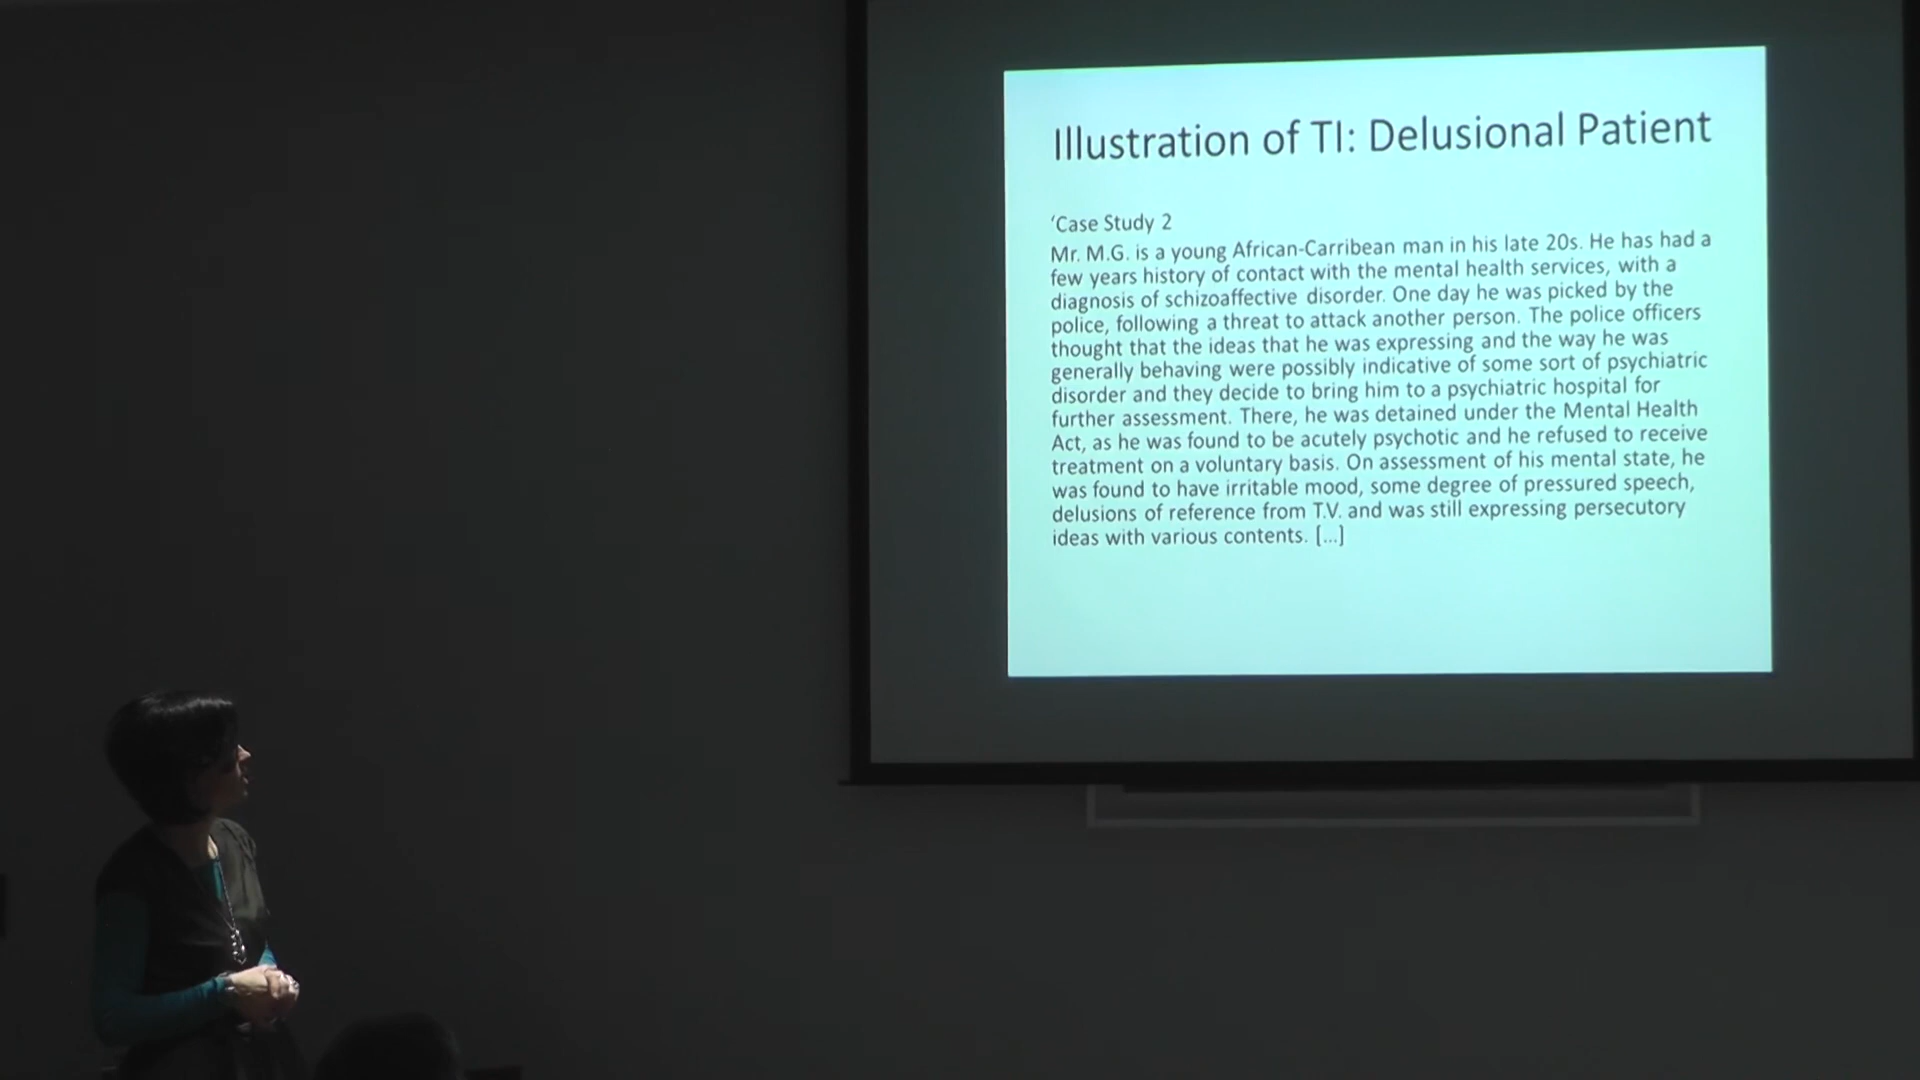 Illustration of TI: Delusional Patient
‘Case Study 2
Mr. M.G. is a young African-Carribean man in his late 20s. He has had a
few years history of contact with the mental health services, with a
diagnosis of schizoaffective disorder. One day he was picked by the
police, following a threat to attack another person. The police officers
thought that the ideas that he was expressing and the way he was
generally behaving were possibly indicative of some sort of psychiatric
disorder and they decide to bring him to a psychiatric hospital for
further assessment. There, he was detained under the Mental Health
Act, as he was found to be acutely psychotic and he refused to receive
treatment on a voluntary basis. On assessment of his mental state, he
was found to have irritable mood, some degree of pressured speech,
delusions of reference from T.V. and was still expressing persecutory
ideas with various contents. [...]